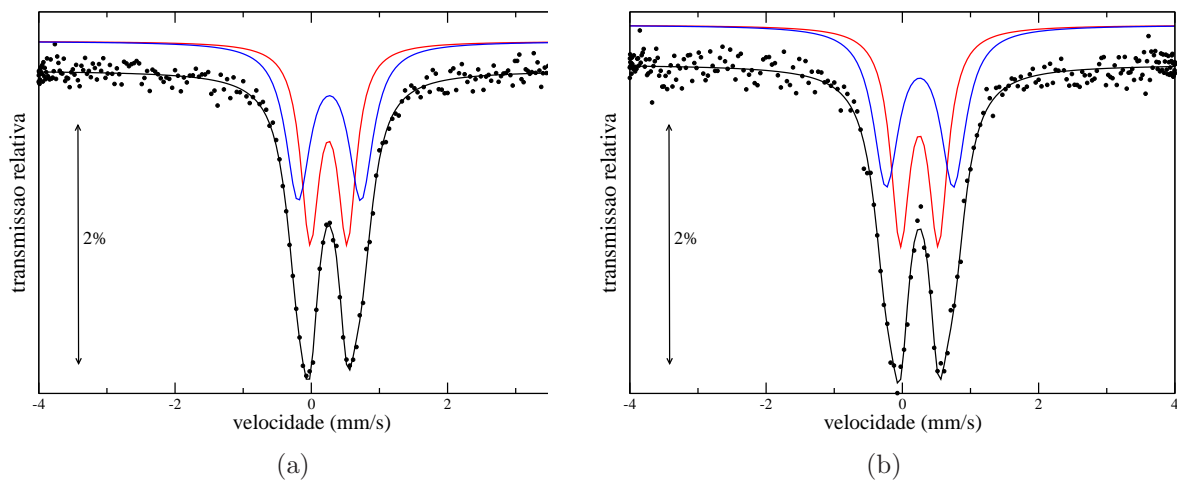 transmissao relativa
2%
-4 -2 0 2
velocidade (mm/s)
(a)
transmissao relativa
2%
-4 -2 0 2 4
velocidade (mm/s)
(b)